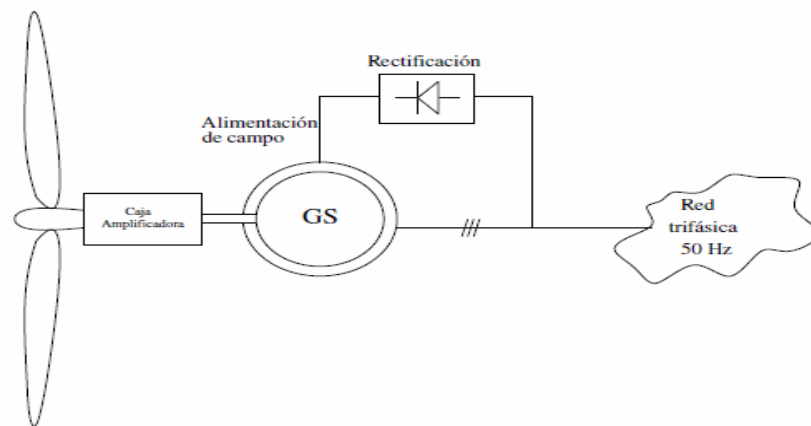 Rectificación
Alimentación
de campo
Caja
Amplificadora
GS
Red
trifásica
50 Hz